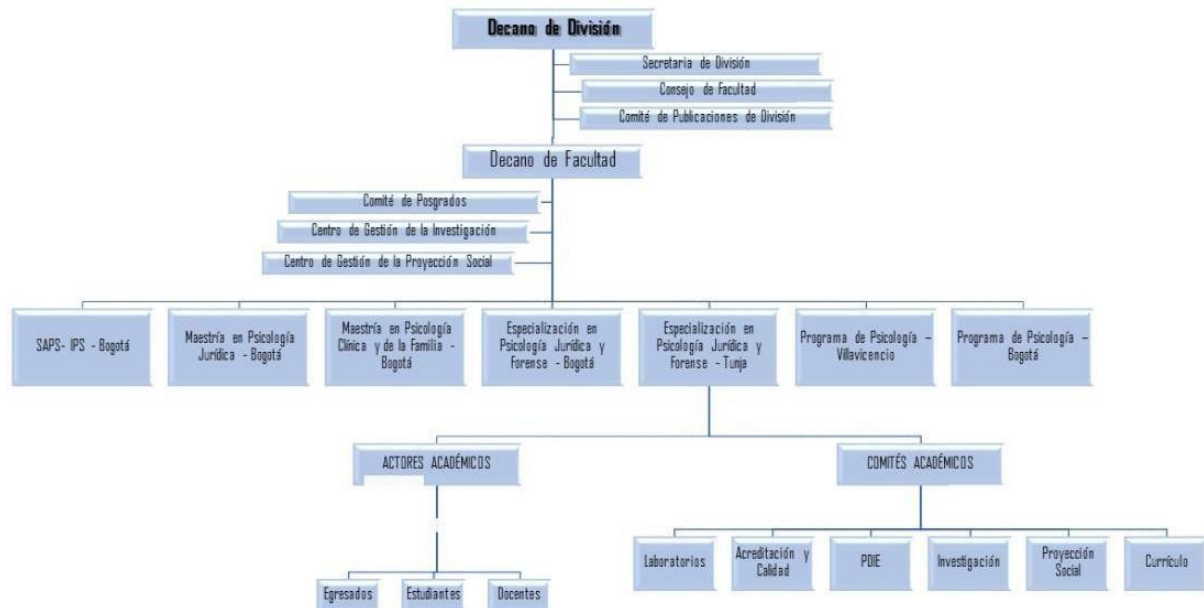 Decano de División
Secretaria de División
Consejo de Facultad
Comité de Publicaciones de División
Decano de Facultad
Comité de Posgrados
Centro de Gestión de la Investigación
Centro de Gestión de la Proyección Social
SAPS- IPS - Bogotá
Maestría en Psicología
Jurídica - Bogotá
Maestría en Psicología
Clínica y de la Familia -
Bogotá
Especialización en
Psicología Jurídica y
Forense - Bogotá
Especialización en
Psicología Jurídica y
Forense - Tunja
Programa de Psicología –
Villavicencio
Programa de Psicología –
Bogotá
ACTORES ACADÉMICOS
COMITÉS ACADÉMICOS
Laboratorios
Acreditación y
Calidad
PDIE
Investigación
Proyección
Social
Currículo
Egresados
Estudiantes
Docentes